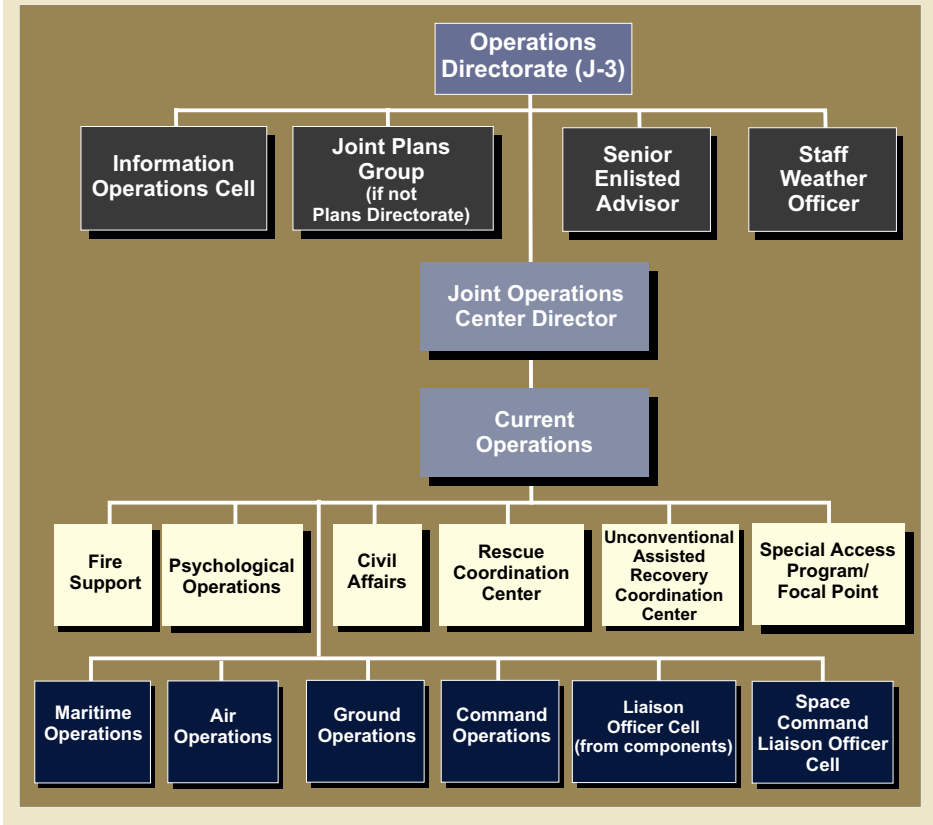 Operations
Directorate (J-3)
Information
Operations Cell
Joint Plans
Group
(if not
Plans Directorate)
Senior
Enlisted
Advisor
Staff
Weather
Officer
Joint Operations
Center Director
Current
Operations
Fire
Support
Psychological
Operations
Civil
Affairs
Rescue
Coordination
Center
Unconventional
Assisted
Recovery
Coordination
Center
Special Access
Program/
Focal Point
Maritime
Operations
Air
Operations
Ground
Operations
Command
Operations
Liaison
Officer Cell
(from components)
Space
Command
Liaison Officer
Cell